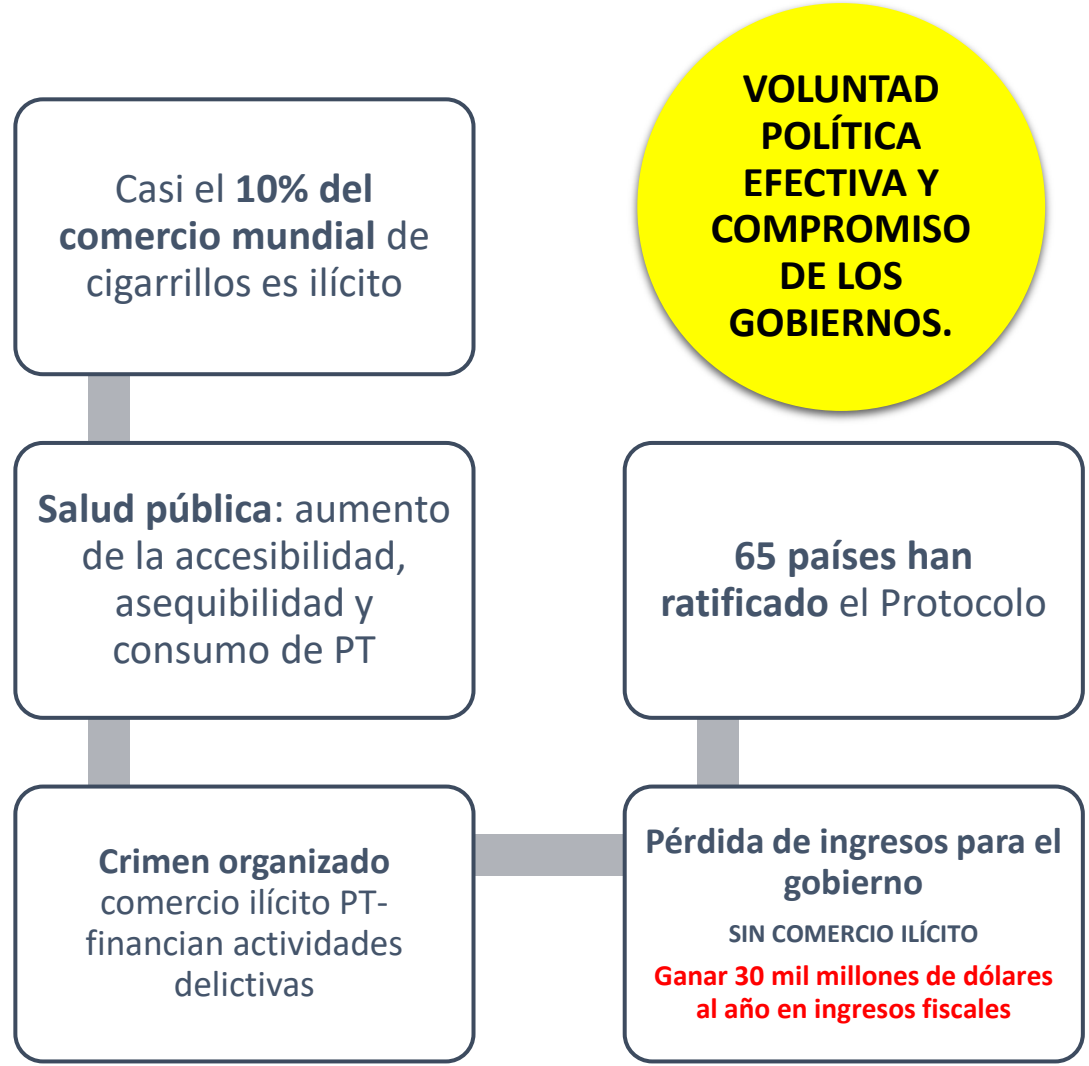 Casi el 10% del
comercio mundial de
cigarrillos es ilícito
Salud pública: aumento
de la accesibilidad,
asequibilidad y
consumo de PT
Crimen organizado
comercio ilícito PT-
financian actividades
delictivas
Pérdida de ingresos para el
gobierno
SIN COMERCIO ILÍCITO
Ganar 30 mil millones de dólares
al año en ingresos fiscales
65 países han
ratificado el Protocolo
VOLUNTAD
POLÍTICA
EFECTIVA Y
COMPROMISO
DE LOS
GOBIERNOS.